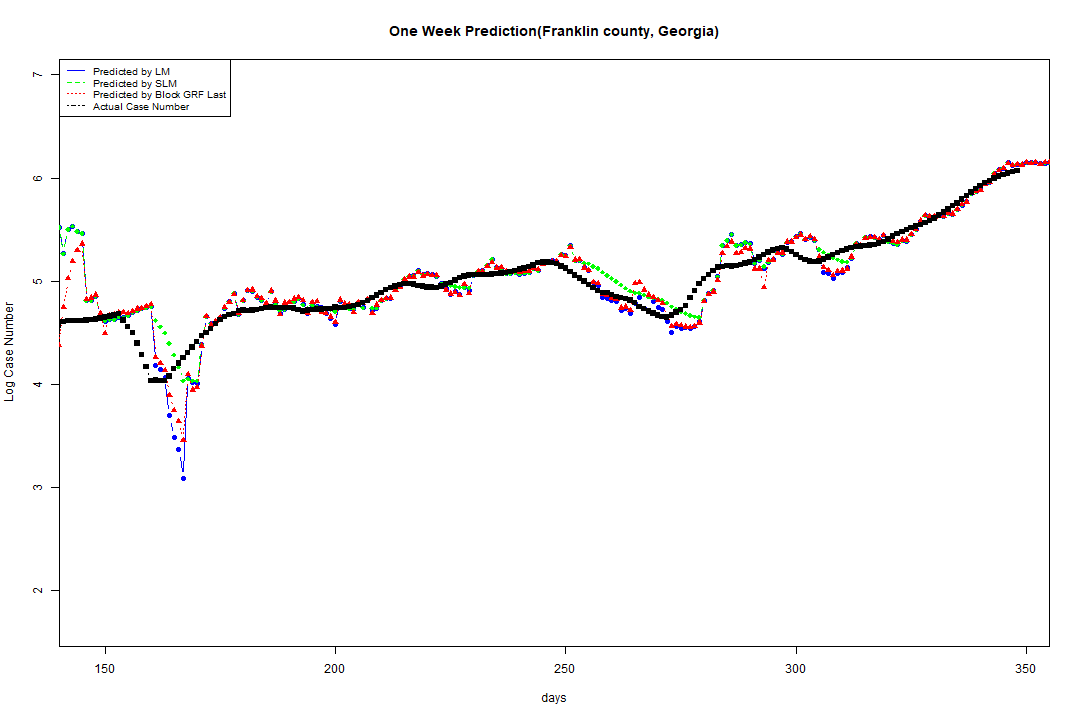 One Week Prediction(Franklin county, Georgia)
Predicted by LM
Predicted by SLM
Predicted by Block GRF Last
Actual Case Number
7
6
5
4
3
2
Log Case Number
150 200 250 300 350
days